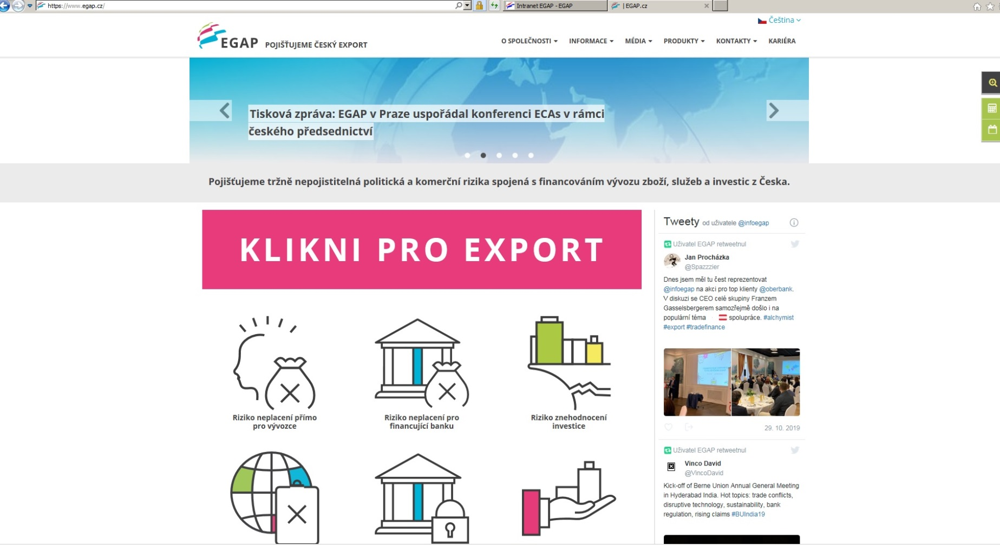 https://www.egap.cz/
Intranet EGAP - EGAP
| EGAP.cz
Čeština
EGAP POJIŠŤUJEME ČESKÝ EXPORT
O SPOLEČNOSTI INFORMACE MÉDIA PRODUKTY KONTAKTY KARIÉRA
Tisková zpráva: EGAP v Praze uspořádal konferenci ECAs v rámci
českého předsednictví
Pojišťujeme tržně nepojistitelná politická a komerční rizika spojená s financováním vývozu zboží, služeb a investic z Česka.
KLIKNI PRO EXPORT
Riziko neplacení přímo
pro vývozce
Riziko neplacení pro
financující banku
Riziko znehodnocení
investice
Tweety od uživatele @infoegap
Uživatel EGAP retweetnul
Jan Procházka
@Spazzzier
Dnes jsem měl tu čest reprezentovat
@infoegap na akci pro top klienty @oberbank.
V diskuzi se CEO celé skupiny Franzem
Gasselsbergerem samozřejmě došlo i na
populární téma spolupráce. #alchymist
#export #tradefinance
29. 10. 2019
Uživatel EGAP retweetnul
Vinco David
@VincoDavid
Kick-off of Berne Union Annual General Meeting
in Hyderabad India. Hot topics: trade conflicts,
disruptive technology, sustainability, bank
regulation, rising claims #BUIndia19